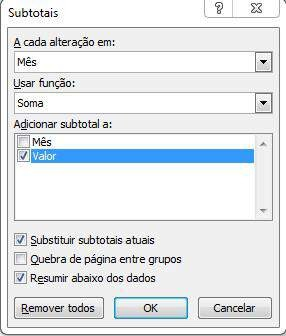 Subtotais
A cada alteração em:
Mês
Usar função:
Soma
Adicionar subtotal a:
Mês
Valor
Substituir subtotais atuais
Quebra de página entre grupos
Resumir abaixo dos dados
Remover todos OK Cancelar